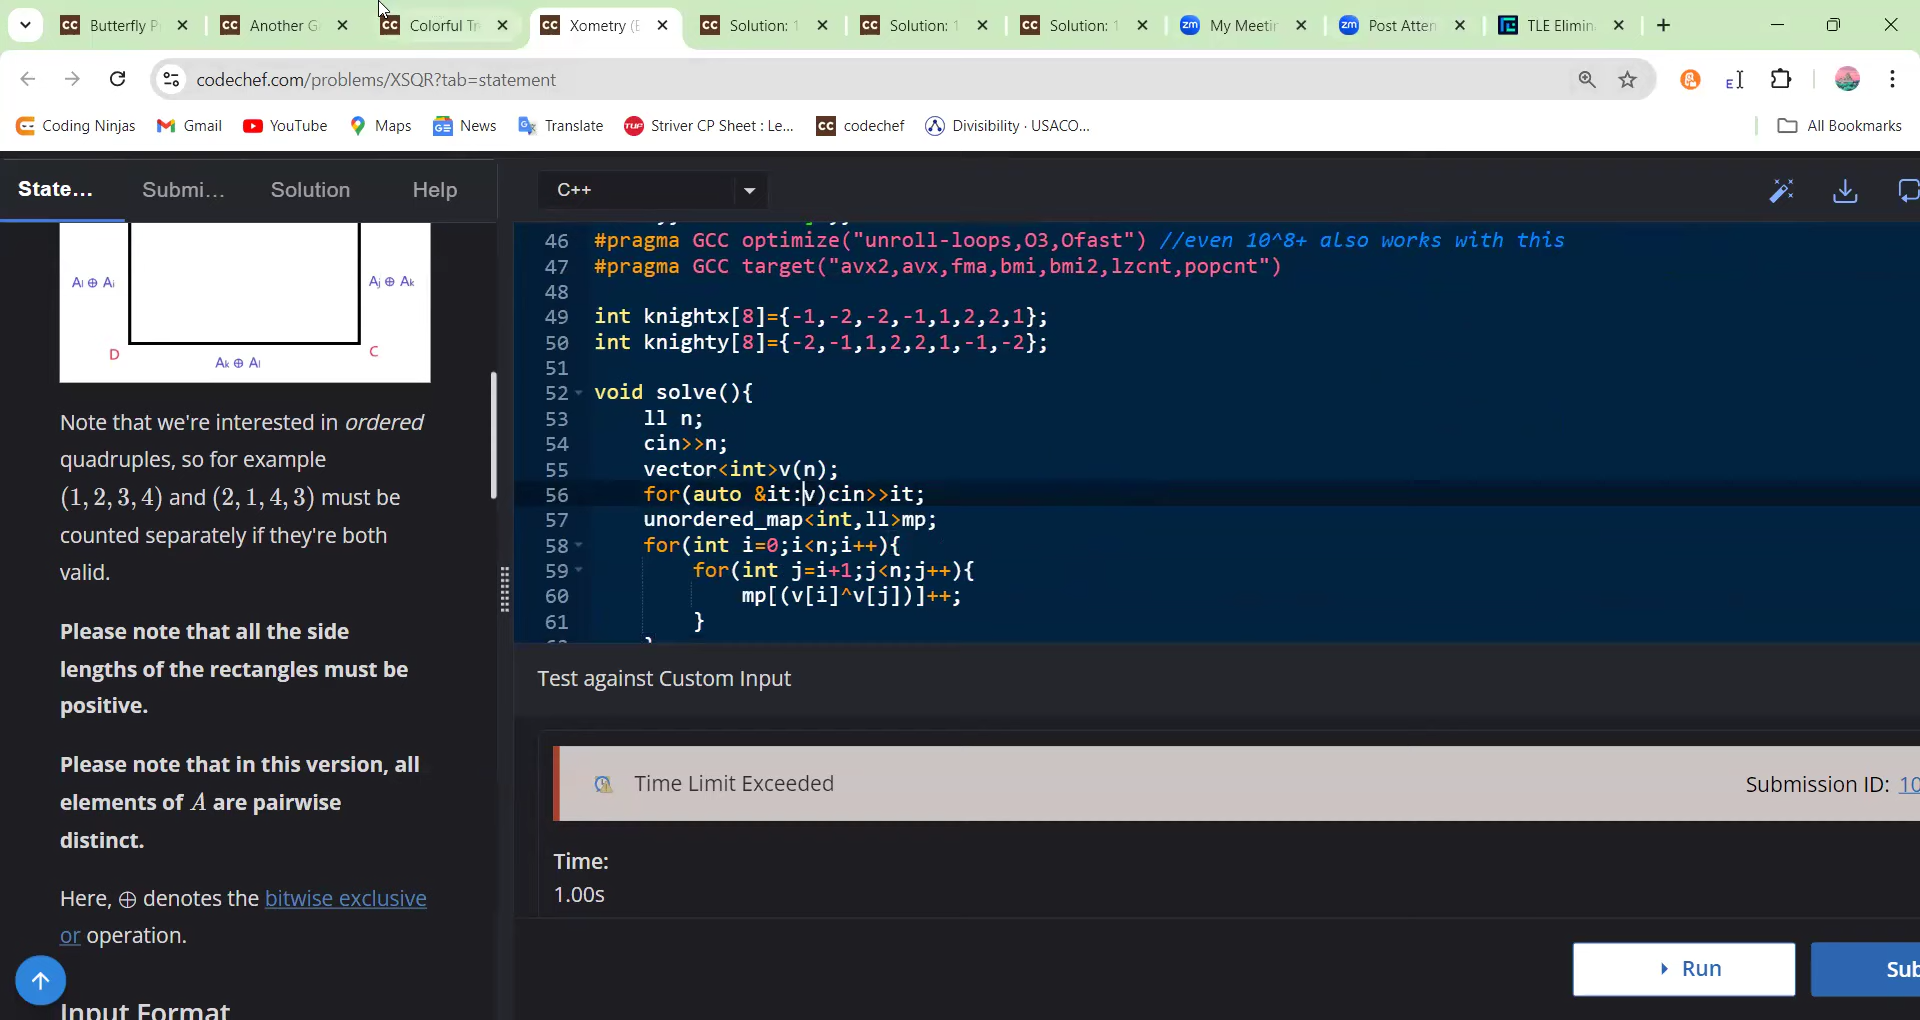 Butterfly P
Another G
Colorful Tr
Xometry (E
Solution: 1
Solution: 1
Solution: 1
My Meetin
Post Atten
TLE Elimin
codechef.com/problems/XSQR?tab=statement
Coding Ninjas
Gmail
YouTube
Maps
News
Translate
Striver CP Sheet : Le...
codechef
Divisibility · USACO...
All Bookmarks
State...
Submi...
Solution
Help
C++
Aₗ ⊕ Aᵢ
Aⱼ ⊕ Aₖ
D
C
Aₖ ⊕ Aₗ
Note that we're interested in ordered
quadruples, so for example
(1, 2, 3, 4) and (2, 1, 4, 3) must be
counted separately if they're both
valid.
Please note that all the side
lengths of the rectangles must be
positive.
Please note that in this version, all
elements of A are pairwise
distinct.
Here, ⊕ denotes the bitwise exclusive
or operation.
Input Format
46 #pragma GCC optimize("unroll-loops,O3,Ofast") //even 10^8+ also works with this
47 #pragma GCC target("avx2,avx,fma,bmi,bmi2,lzcnt,popcnt")
48
49 int knightx[8]={-1,-2,-2,-1,1,2,2,1};
50 int knighty[8]={-2,-1,1,2,2,1,-1,-2};
51
52 void solve(){
53 ll n;
54 cin>>n;
55 vector<int>v(n);
56 for(auto &it:v)cin>>it;
57 unordered_map<int,ll>mp;
58 for(int i=0;i<n;i++){
59 for(int j=i+1;j<n;j++){
60 mp[(v[i]^v[j])]++;
61 }
Test against Custom Input
Time Limit Exceeded
Submission ID: 10
Time:
1.00s
Run
Sub